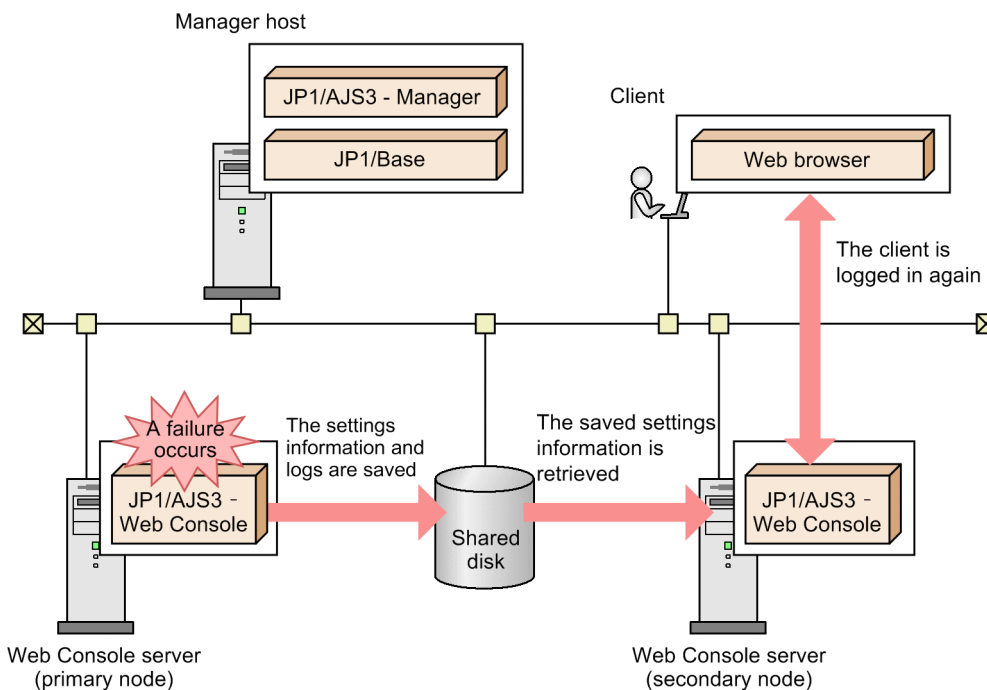 Manager host
JP1/AJS3 - Manager
JP1/Base
Client
Web browser
The client is
logged in again
A failure
occurs
JP1/AJS3 -
Web Console
The settings
information and
logs are saved
Shared
disk
The saved settings
information is
retrieved
JP1/AJS3 -
Web Console
Web Console server
(primary node)
Web Console server
(secondary node)